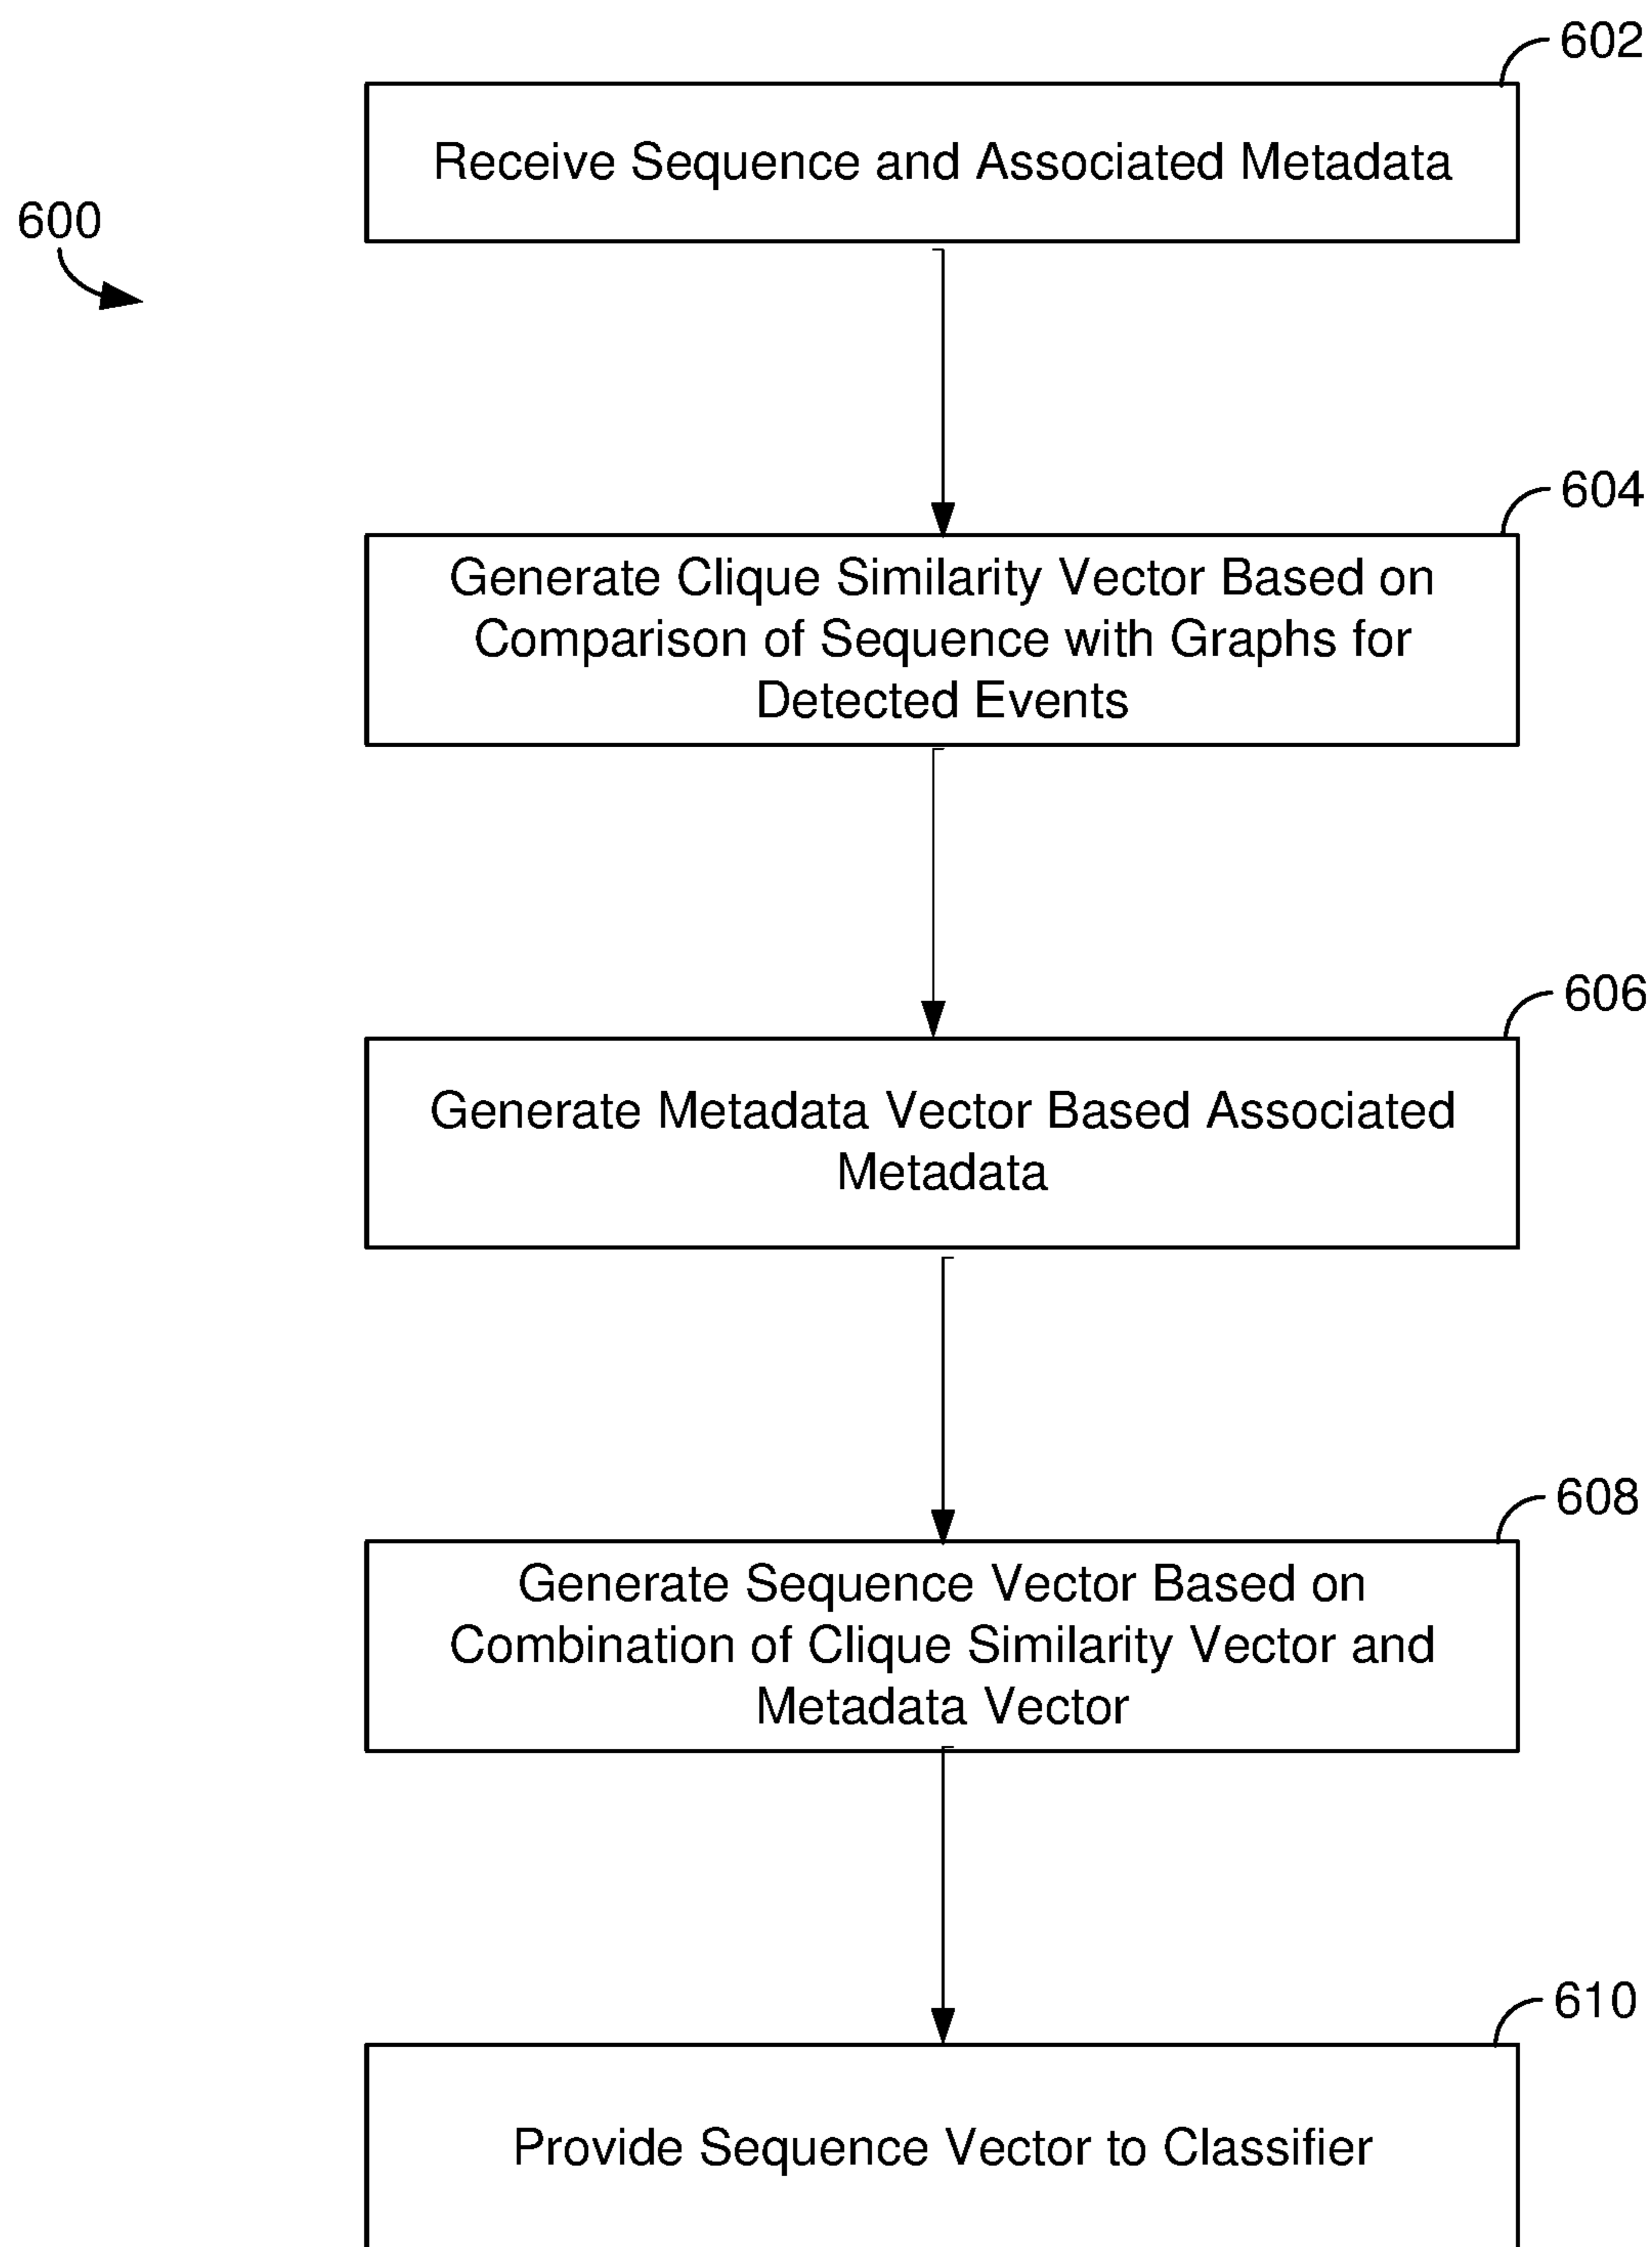 602
Receive Sequence and Associated Metadata
600
604
Generate Clique Similarity Vector Based on
Comparison of Sequence with Graphs for
Detected Events
606
Generate Metadata Vector Based Associated
Metadata
608
Generate Sequence Vector Based on
Combination of Clique Similarity Vector and
Metadata Vector
610
Provide Sequence Vector to Classifier